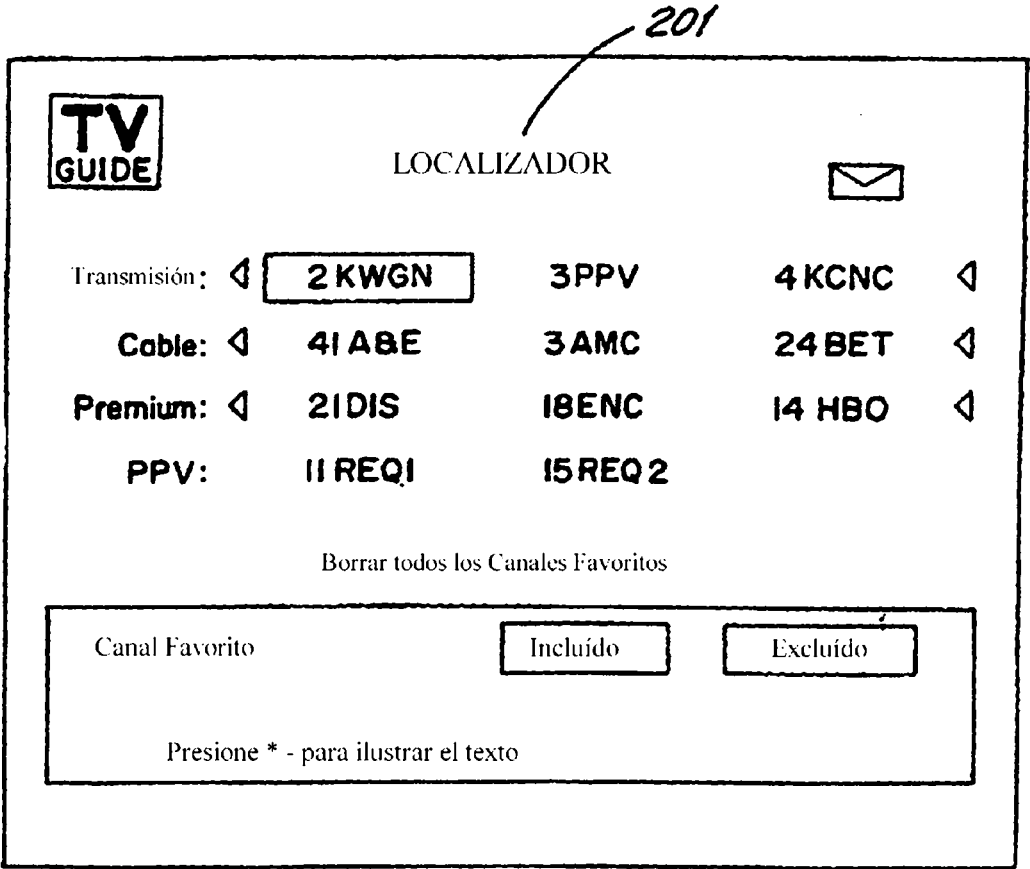 201
TV
GUIDE
LOCALIZADOR
Transmisión: 2 KWGN 3 PPV 4 KCNC
Cable: 41 A&E 3 AMC 24 BET
Premium: 21 DIS 18 ENC 14 HBO
PPV: 11 REQ1 15 REQ 2
Borrar todos los Canales Favoritos
Canal Favorito Incluído Excluído
Presione * - para ilustrar el texto